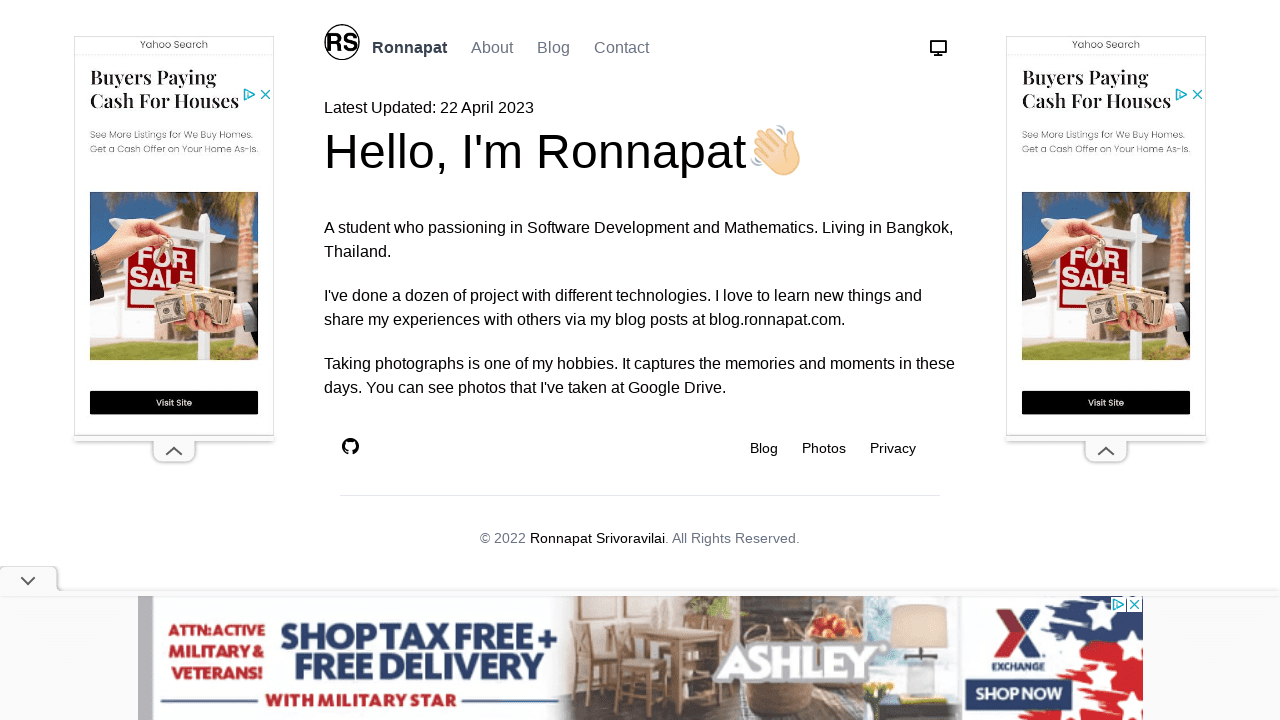 RS
Ronnapat About Blog Contact
Latest Updated: 22 April 2023
Hello, I'm Ronnapat
A student who passioning in Software Development and Mathematics. Living in Bangkok,
Thailand.
I've done a dozen of project with different technologies. I love to learn new things and
share my experiences with others via my blog posts at blog.ronnapat.com.
Taking photographs is one of my hobbies. It captures the memories and moments in these
days. You can see photos that I've taken at Google Drive.
Blog Photos Privacy
© 2022 Ronnapat Srivoravilai. All Rights Reserved.
Yahoo Search
Buyers Paying
Cash For Houses
See More Listings for We Buy Homes.
Get a Cash Offer on Your Home As-Is.
FOR
SALE
Visit Site
Yahoo Search
Buyers Paying
Cash For Houses
See More Listings for We Buy Homes.
Get a Cash Offer on Your Home As-Is.
FOR
SALE
Visit Site
ATTN: ACTIVE
MILITARY &
VETERANS!
SHOP TAX FREE+
FREE DELIVERY
WITH MILITARY STAR
ASHLEY
X
EXCHANGE
SHOP NOW